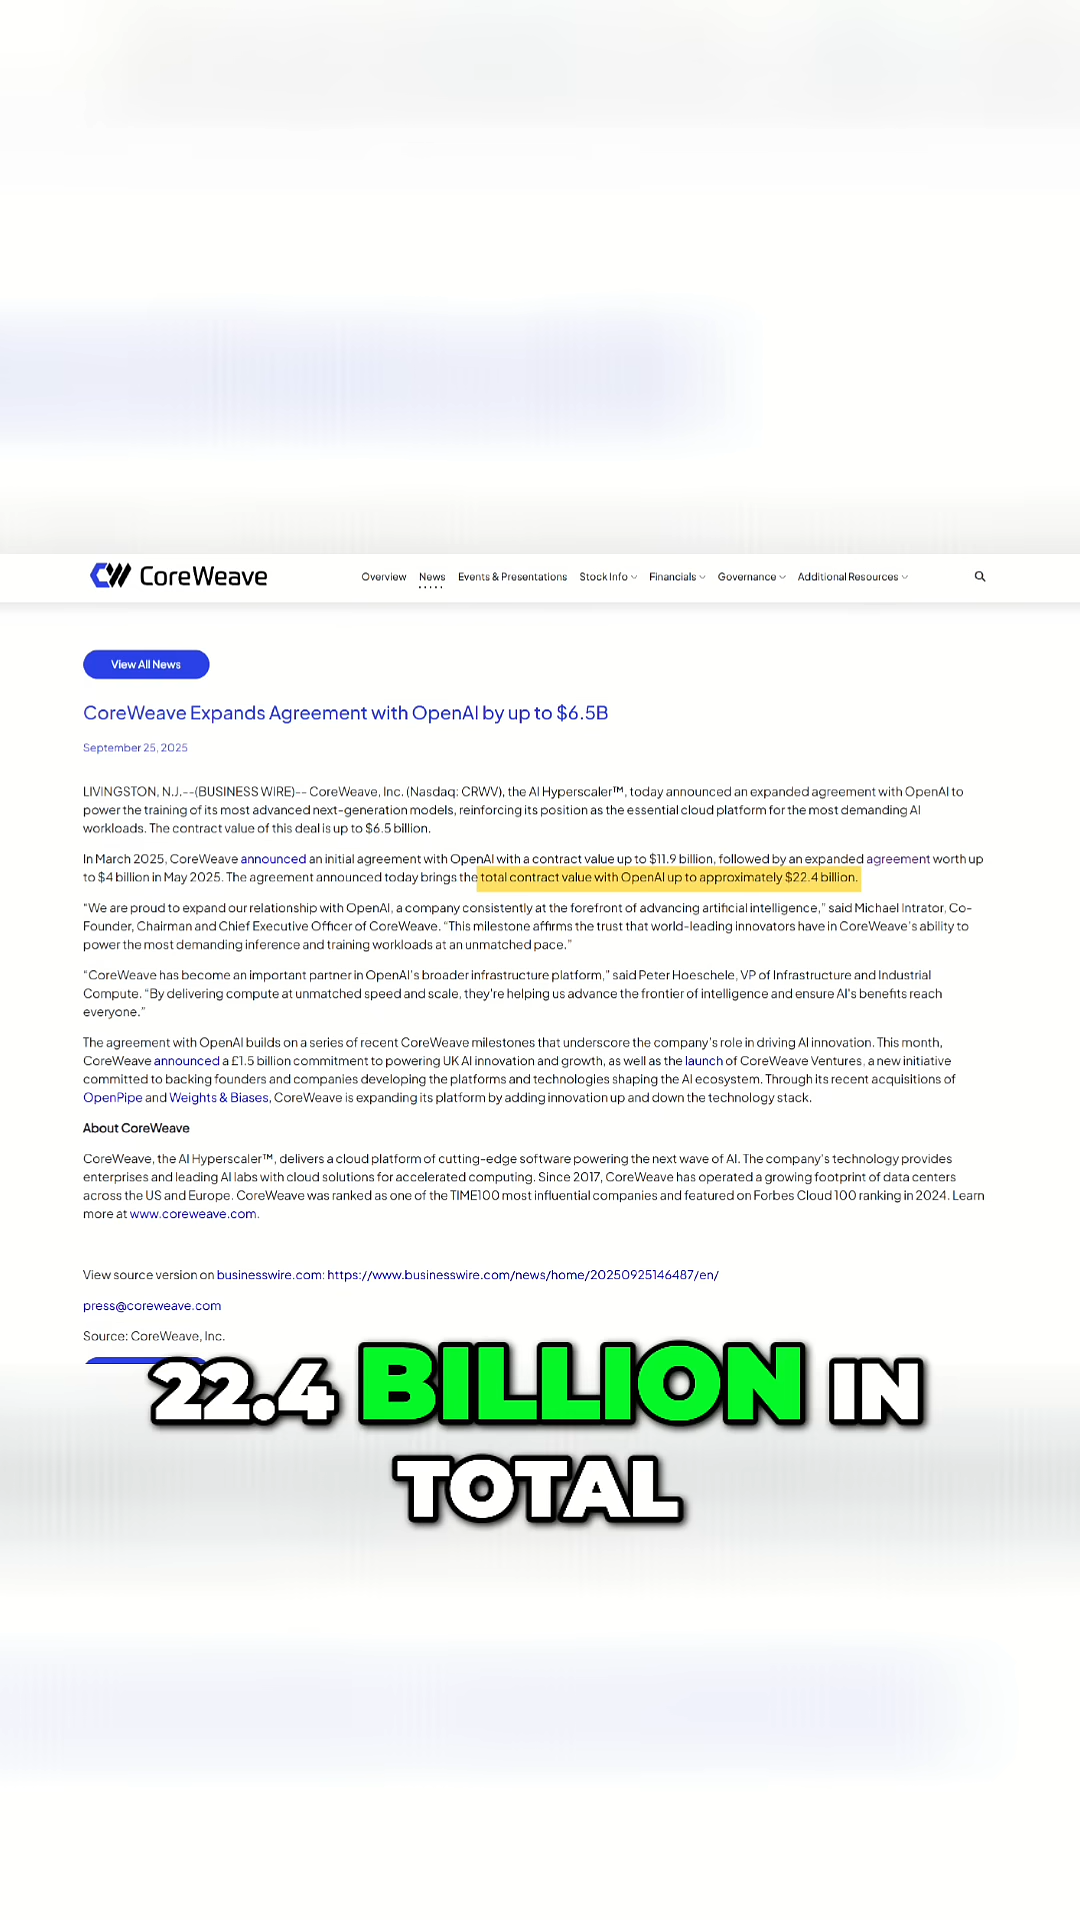 CoreWeave
Overview News Events & Presentations Stock Info Financials Governance Additional Resources
View All News
CoreWeave Expands Agreement with OpenAI by up to $6.5B
September 25, 2025
LIVINGSTON, N.J.--(BUSINESS WIRE)-- CoreWeave, Inc. (Nasdaq: CRWV), the AI Hyperscaler™, today announced an expanded agreement with OpenAI to
power the training of its most advanced next-generation models, reinforcing its position as the essential cloud platform for the most demanding AI
workloads. The contract value of this deal is up to $6.5 billion.
In March 2025, CoreWeave announced an initial agreement with OpenAI with a contract value up to $11.9 billion, followed by an expanded agreement worth up
to $4 billion in May 2025. The agreement announced today brings the total contract value with OpenAI up to approximately $22.4 billion.
“We are proud to expand our relationship with OpenAI, a company consistently at the forefront of advancing artificial intelligence,” said Michael Intrator, Co-
Founder, Chairman and Chief Executive Officer of CoreWeave. “This milestone affirms the trust that world-leading innovators have in CoreWeave’s ability to
power the most demanding inference and training workloads at an unmatched pace.”
“CoreWeave has become an important partner in OpenAI’s broader infrastructure platform,” said Peter Hoeschele, VP of Infrastructure and Industrial
Compute. “By delivering compute at unmatched speed and scale, they’re helping us advance the frontier of intelligence and ensure AI’s benefits reach
everyone.”
The agreement with OpenAI builds on a series of recent CoreWeave milestones that underscore the company’s role in driving AI innovation. This month,
CoreWeave announced a £1.5 billion commitment to powering UK AI innovation and growth, as well as the launch of CoreWeave Ventures, a new initiative
committed to backing founders and companies developing the platforms and technologies shaping the AI ecosystem. Through its recent acquisitions of
OpenPipe and Weights & Biases, CoreWeave is expanding its platform by adding innovation up and down the technology stack.
About CoreWeave
CoreWeave, the AI Hyperscaler™, delivers a cloud platform of cutting-edge software powering the next wave of AI. The company’s technology provides
enterprises and leading AI labs with cloud solutions for accelerated computing. Since 2017, CoreWeave has operated a growing footprint of data centers
across the US and Europe. CoreWeave was ranked as one of the TIME100 most influential companies and featured on Forbes Cloud 100 ranking in 2024. Learn
more at www.coreweave.com.
View source version on businesswire.com: https://www.businesswire.com/news/home/20250925146487/en/
press@coreweave.com
Source: CoreWeave, Inc.
22.4 BILLION IN
TOTAL